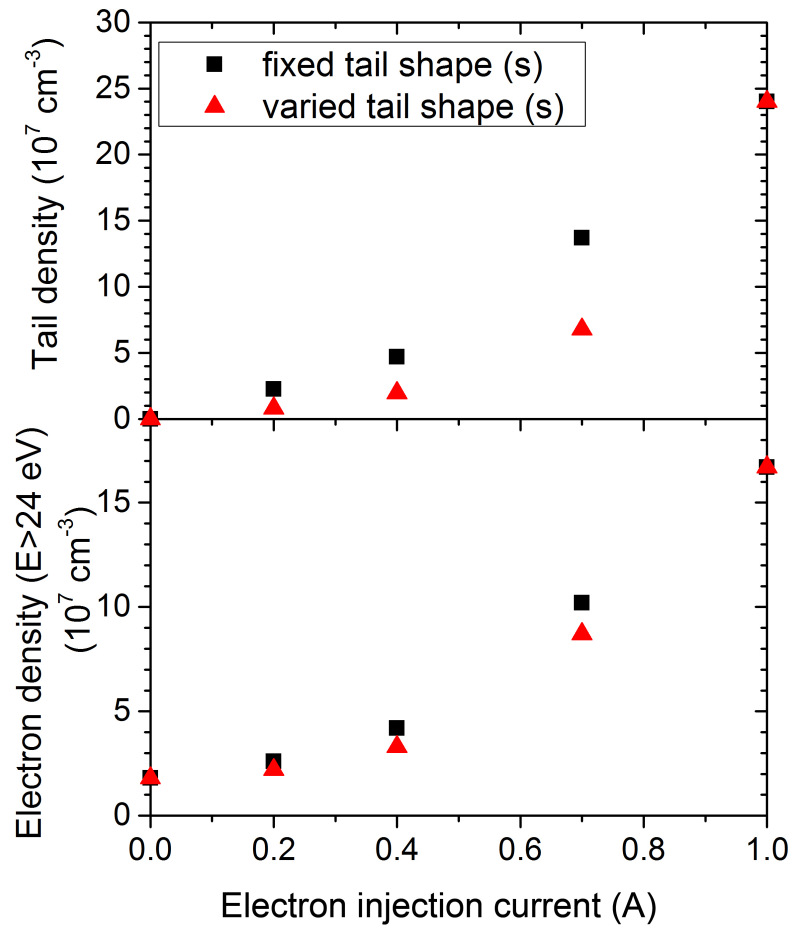 30
25
20
15
10
5
0
Tail density (10⁷ cm⁻³)
fixed tail shape (s)
varied tail shape (s)
15
10
5
0
Electron density (E>24 eV)
(10⁷ cm⁻³)
0.0 0.2 0.4 0.6 0.8 1.0
Electron injection current (A)